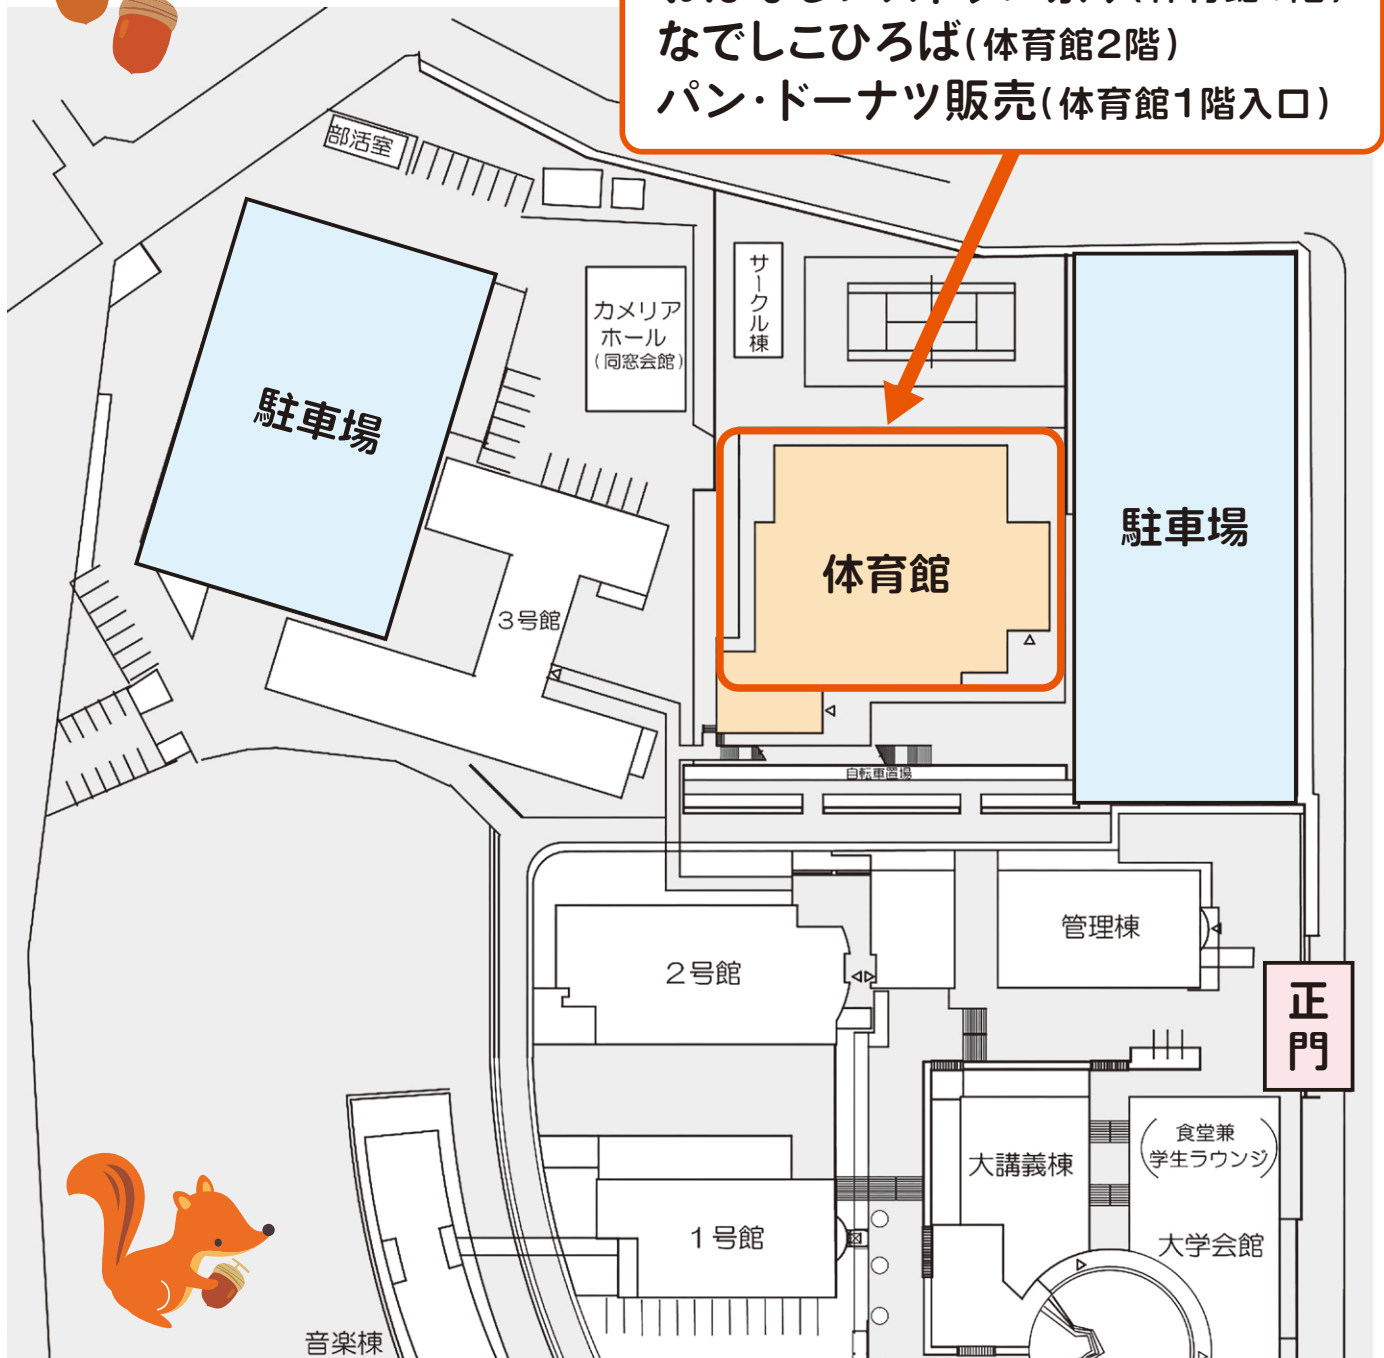 なでしこひろば(体育館2階)
パン・ドーナツ販売(体育館1階入口)
部活室
サークル棟
カメリア
ホール
(同窓会館)
駐車場
駐車場
体育館
3号館
自転車置場
管理棟
2号館
正門
食堂兼
学生ラウンジ
大講義棟
1号館
大学会館
音楽棟